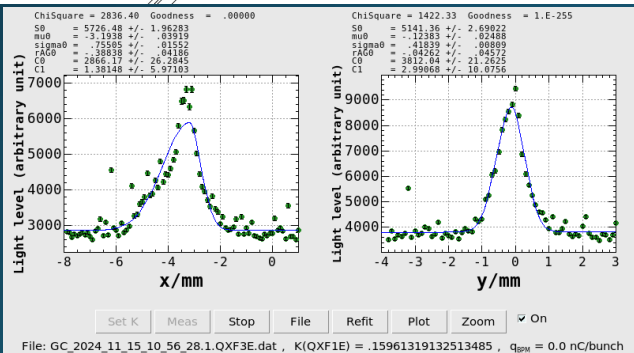 ChiSquare = 2836.40 Goodness = .00000
S0 = 5726.48 +/- 1.96283
mu0 = -3.1938 +/- .03919
sigma0 = .75505 +/- .01552
rAG0 = -.38838 +/- .04186
C0 = 2866.17 +/- 26.2845
C1 = 1.38148 +/- 5.97103
Light level (arbitrary unit)
7000
6000
5000
4000
3000
-8 -6 -4 -2 0
x/mm
ChiSquare = 1422.33 Goodness = 1.E-255
S0 = 5141.36 +/- 2.69022
mu0 = -.12383 +/- .02488
sigma0 = .41839 +/- .00809
rAG0 = -.04262 +/- .04572
C0 = 3812.04 +/- 21.2625
C1 = 2.99068 +/- 10.0756
Light level (arbitrary unit)
9000
8000
7000
6000
5000
4000
-4 -3 -2 -1 0 1 2 3
y/mm
Set K Meas Stop File Refit Plot Zoom On
File: GC_2024_11_15_10_56_28.1.QXF3E.dat , K(QXF1E) = .15961319132513485 , qBPM = 0.0 nC/bunch